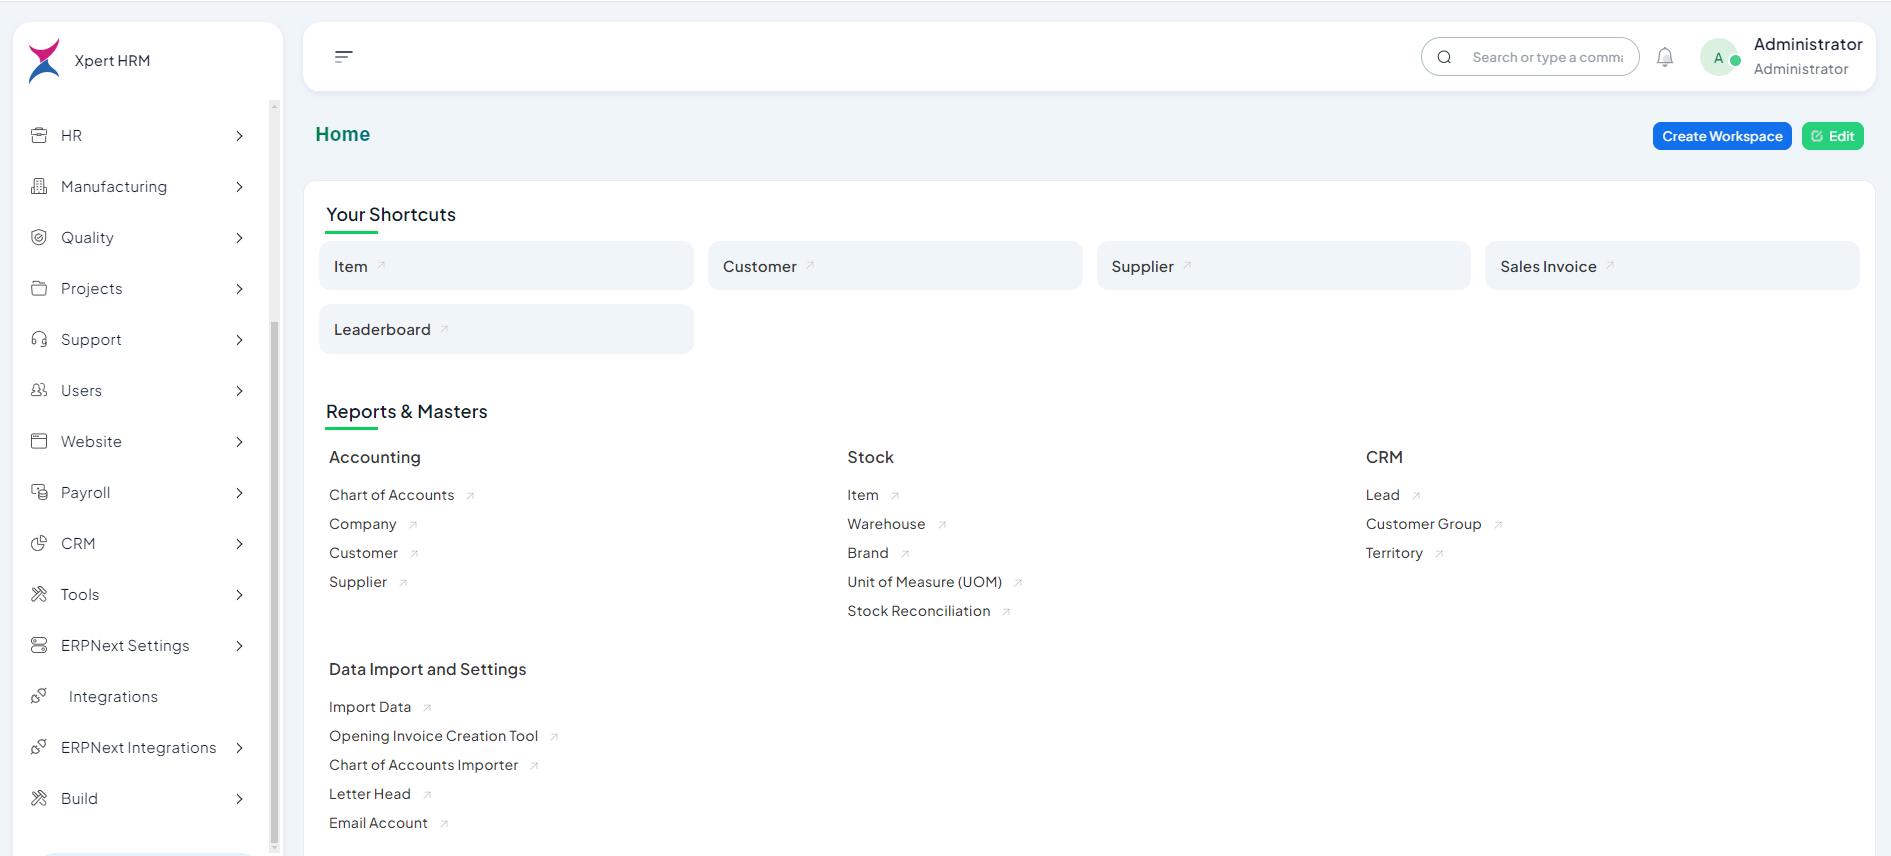 Xpert HRM
HR
Manufacturing
Quality
Projects
Support
Users
Website
Payroll
CRM
Tools
ERPNext Settings
Integrations
ERPNext Integrations
Build
Search or type a comma
A
Administrator
Administrator
Home
Create Workspace
Edit
Your Shortcuts
Item
Customer
Supplier
Sales Invoice
Leaderboard
Reports & Masters
Accounting
Chart of Accounts
Company
Customer
Supplier
Stock
Item
Warehouse
Brand
Unit of Measure (UOM)
Stock Reconciliation
CRM
Lead
Customer Group
Territory
Data Import and Settings
Import Data
Opening Invoice Creation Tool
Chart of Accounts Importer
Letter Head
Email Account